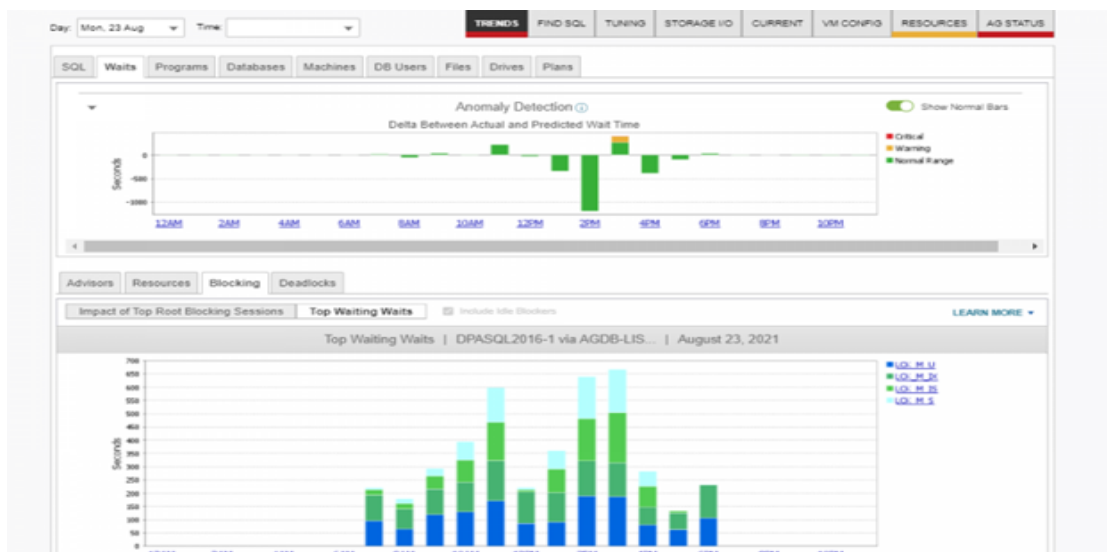 Day: Mon, 23 Aug Time: TRENDS FIND SQL TUNING STORAGE I/O CURRENT VM CONFIG RESOURCES AG STATUS
SQL Waits Programs Databases Machines DB Users Files Drives Plans
Anomaly Detection Show Normal Bars
Delta Between Actual and Predicted Wait Time
Critical
Warning
Normal Range
Seconds
0
-500
-1000
12AM 2AM 4AM 6AM 8AM 10AM 12PM 2PM 4PM 6PM 8PM 10PM
Advisors Resources Blocking Deadlocks
Impact of Top Root Blocking Sessions Top Waiting Waits Include Idle Blockers LEARN MORE
Top Waiting Waits | DPASQL2016-1 via AGDB-LIS... | August 23, 2021
700
650
600
550
500
450
400
350
300
250
200
150
100
50
0
Seconds